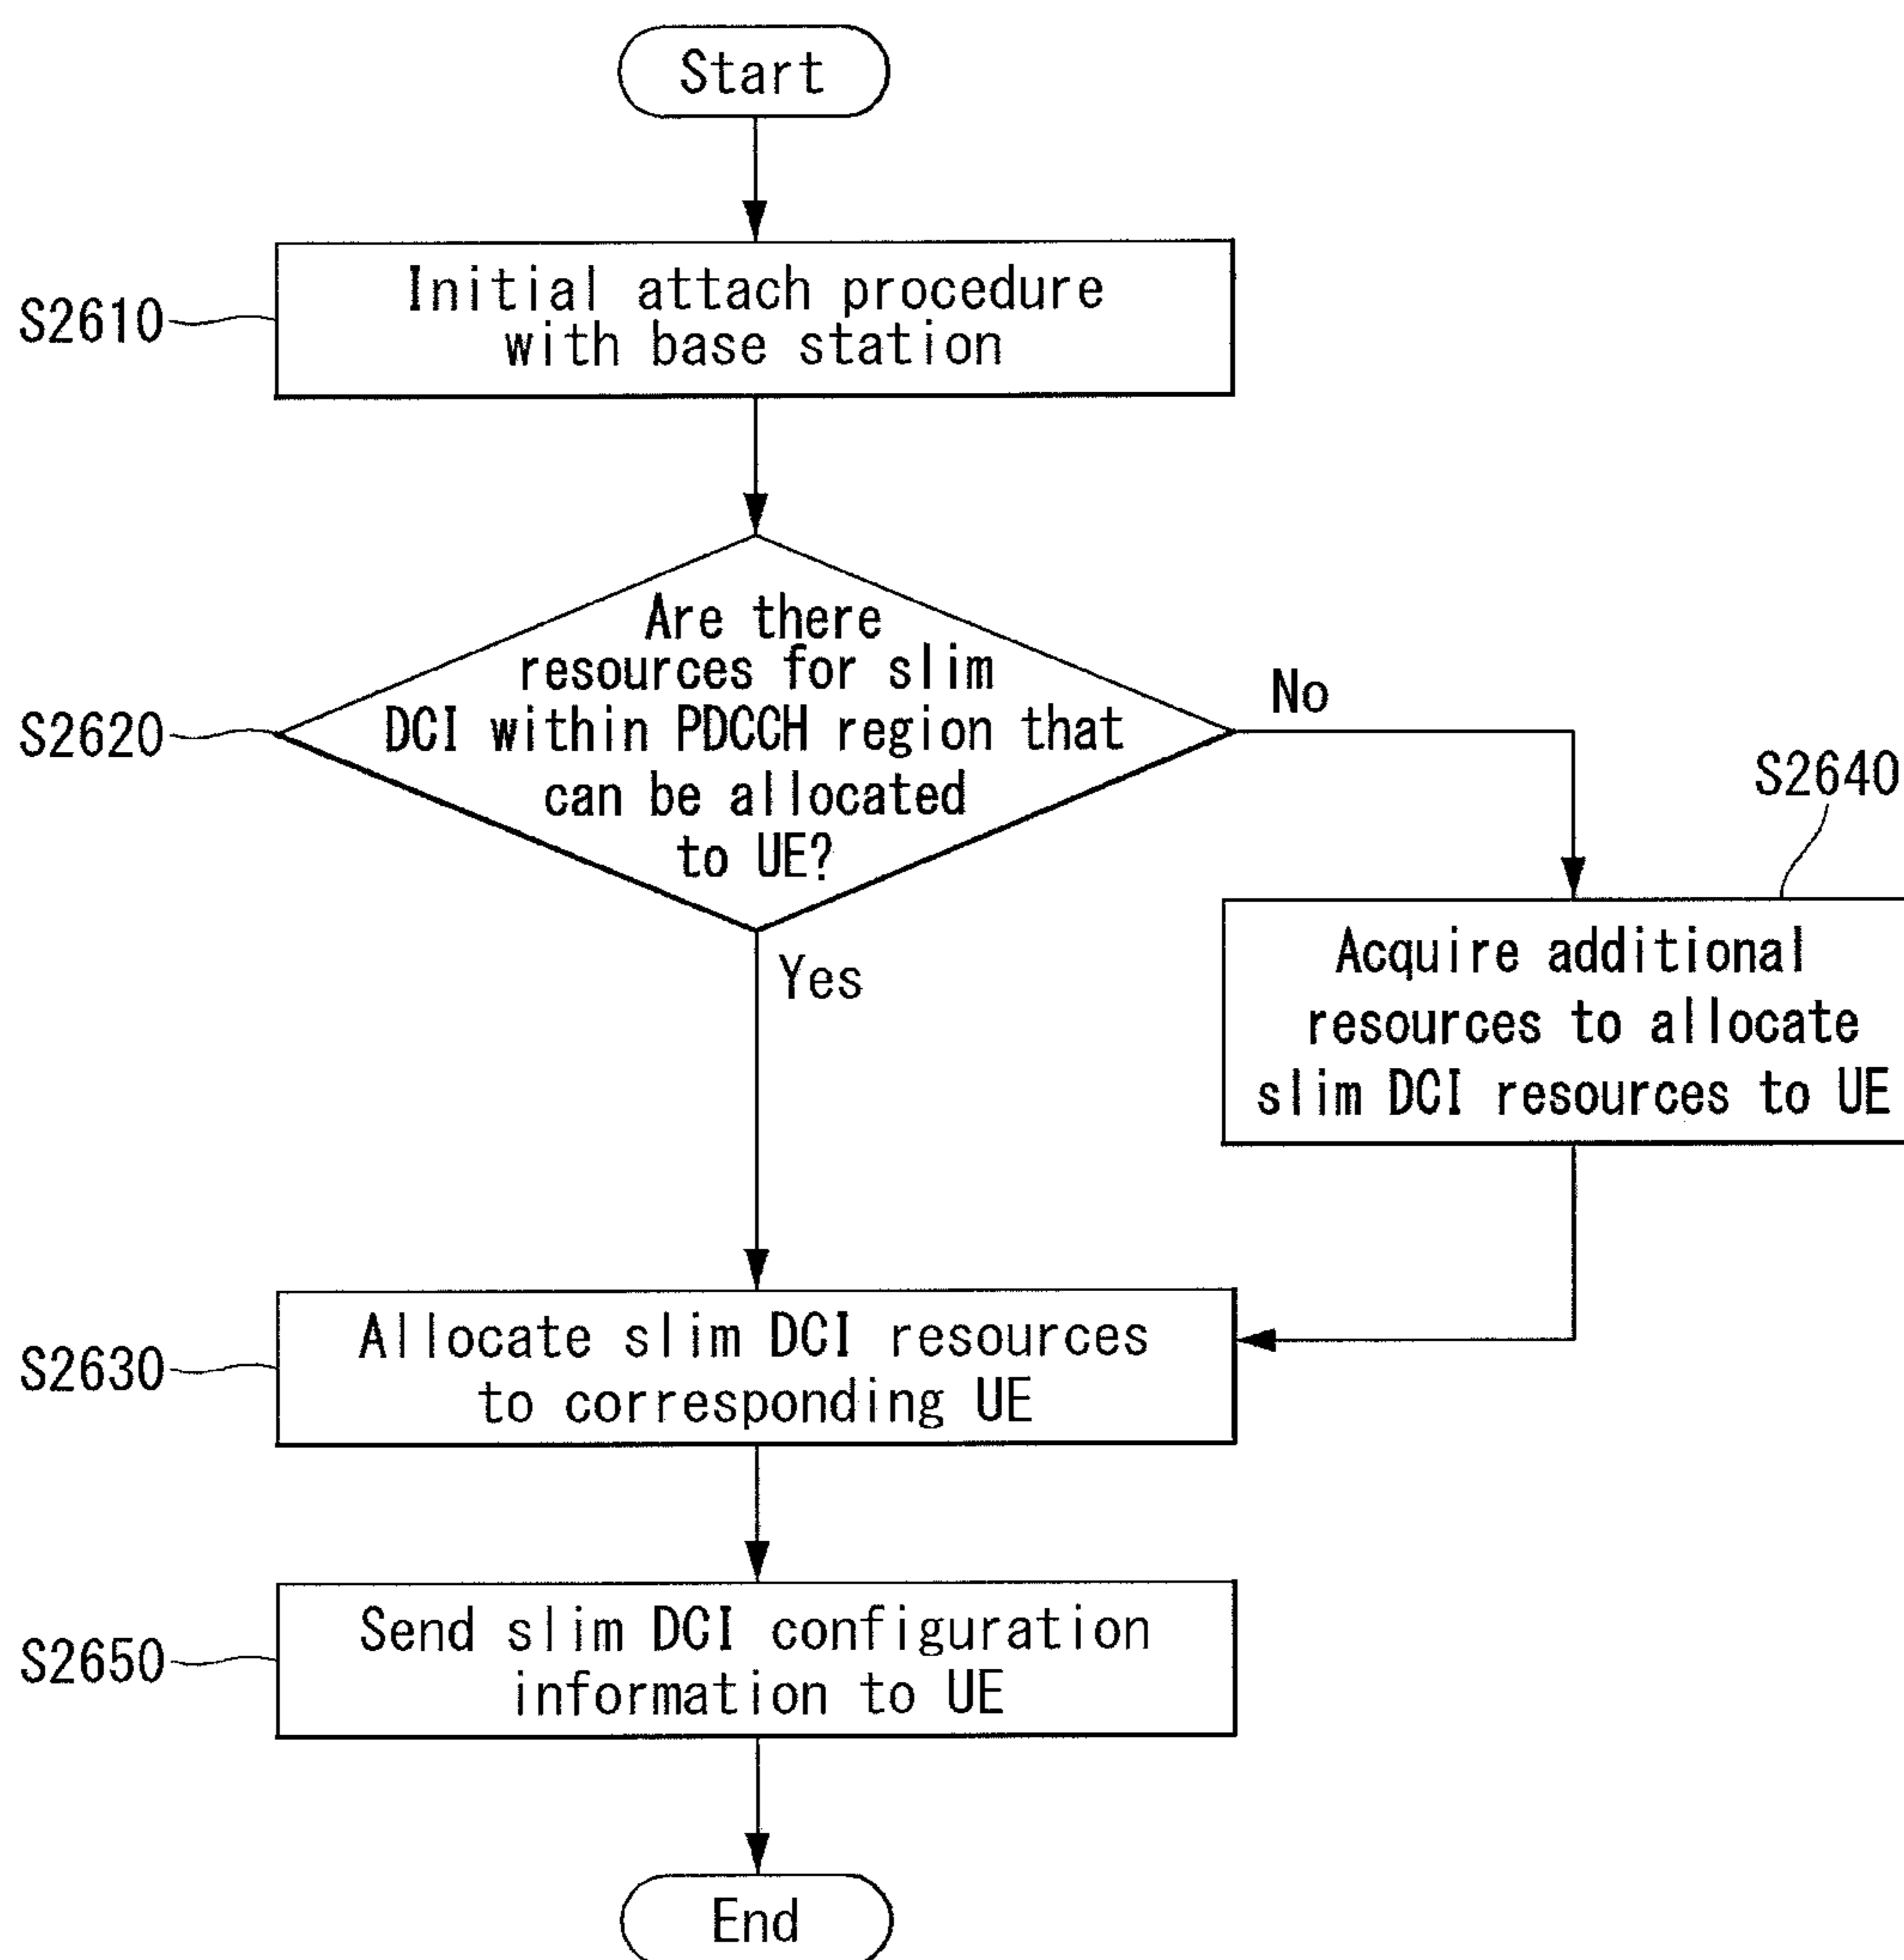 Start
S2610
Initial attach procedure
with base station
S2620
Are there
resources for slim
DCI within PDCCH region that
can be allocated
to UE?
No
Yes
S2640
Acquire additional
resources to allocate
slim DCI resources to UE
S2630
Allocate slim DCI resources
to corresponding UE
S2650
Send slim DCI configuration
information to UE
End